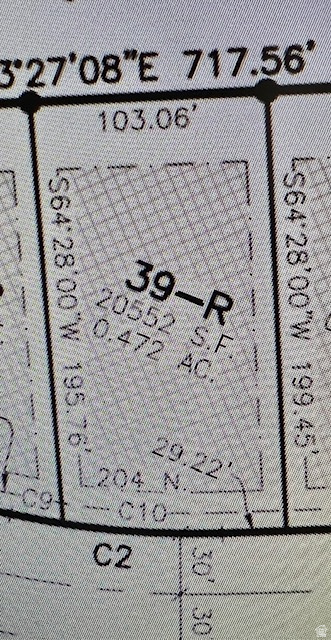 3°27'08"E 717.56'
103.06'
S64°28'00"W 195.76'
39-R
20552 S.F.
0.472 AC.
S64°28'00"W 199.45'
29.22'
204 N.
C9
C10
C2
30'
30'